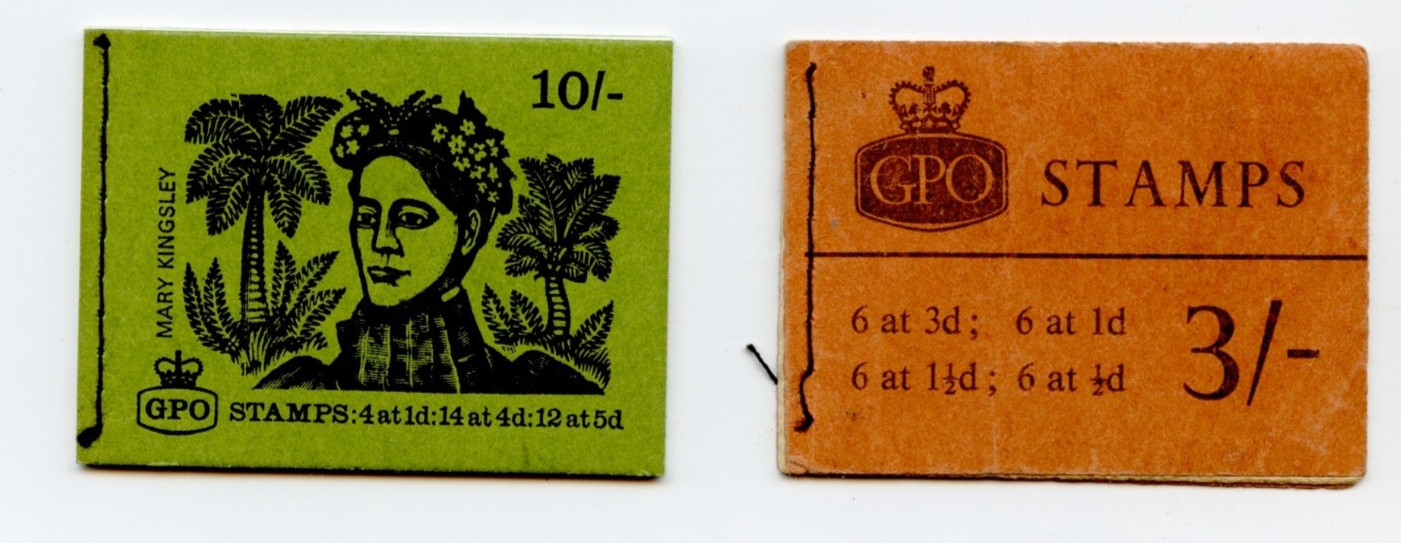 10/-
MARY KINGSLEY
GPO STAMPS:4 at 1d:14 at 4d:12 at 5d
GPO STAMPS
6 at 3d; 6 at 1d
6 at 1½d; 6 at ½d
3/-